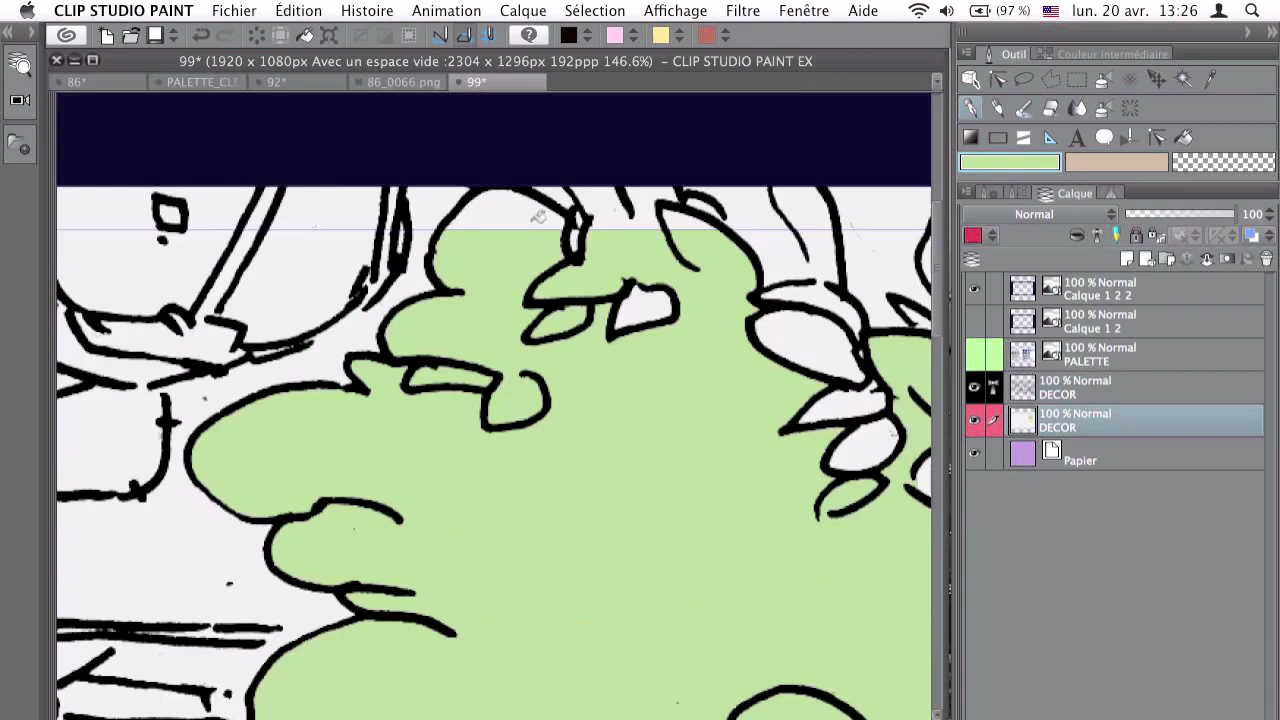 CLIP STUDIO PAINT Fichier Édition Histoire Animation Calque Sélection Affichage Filtre Fenêtre Aide (97 %) lun. 20 avr. 13:26
99* (1920 x 1080px Avec un espace vide :2304 x 1296px 192ppp 146.6%) - CLIP STUDIO PAINT EX
86* PALETTE_CLE 92* 86_0066.png 99*
Outil Couleur intermédiaire
Calque
Normal 100
100 % Normal
Calque 1 2 2
100 % Normal
Calque 1 2
100 % Normal
PALETTE
100 % Normal
DECOR
100 % Normal
DECOR
Papier